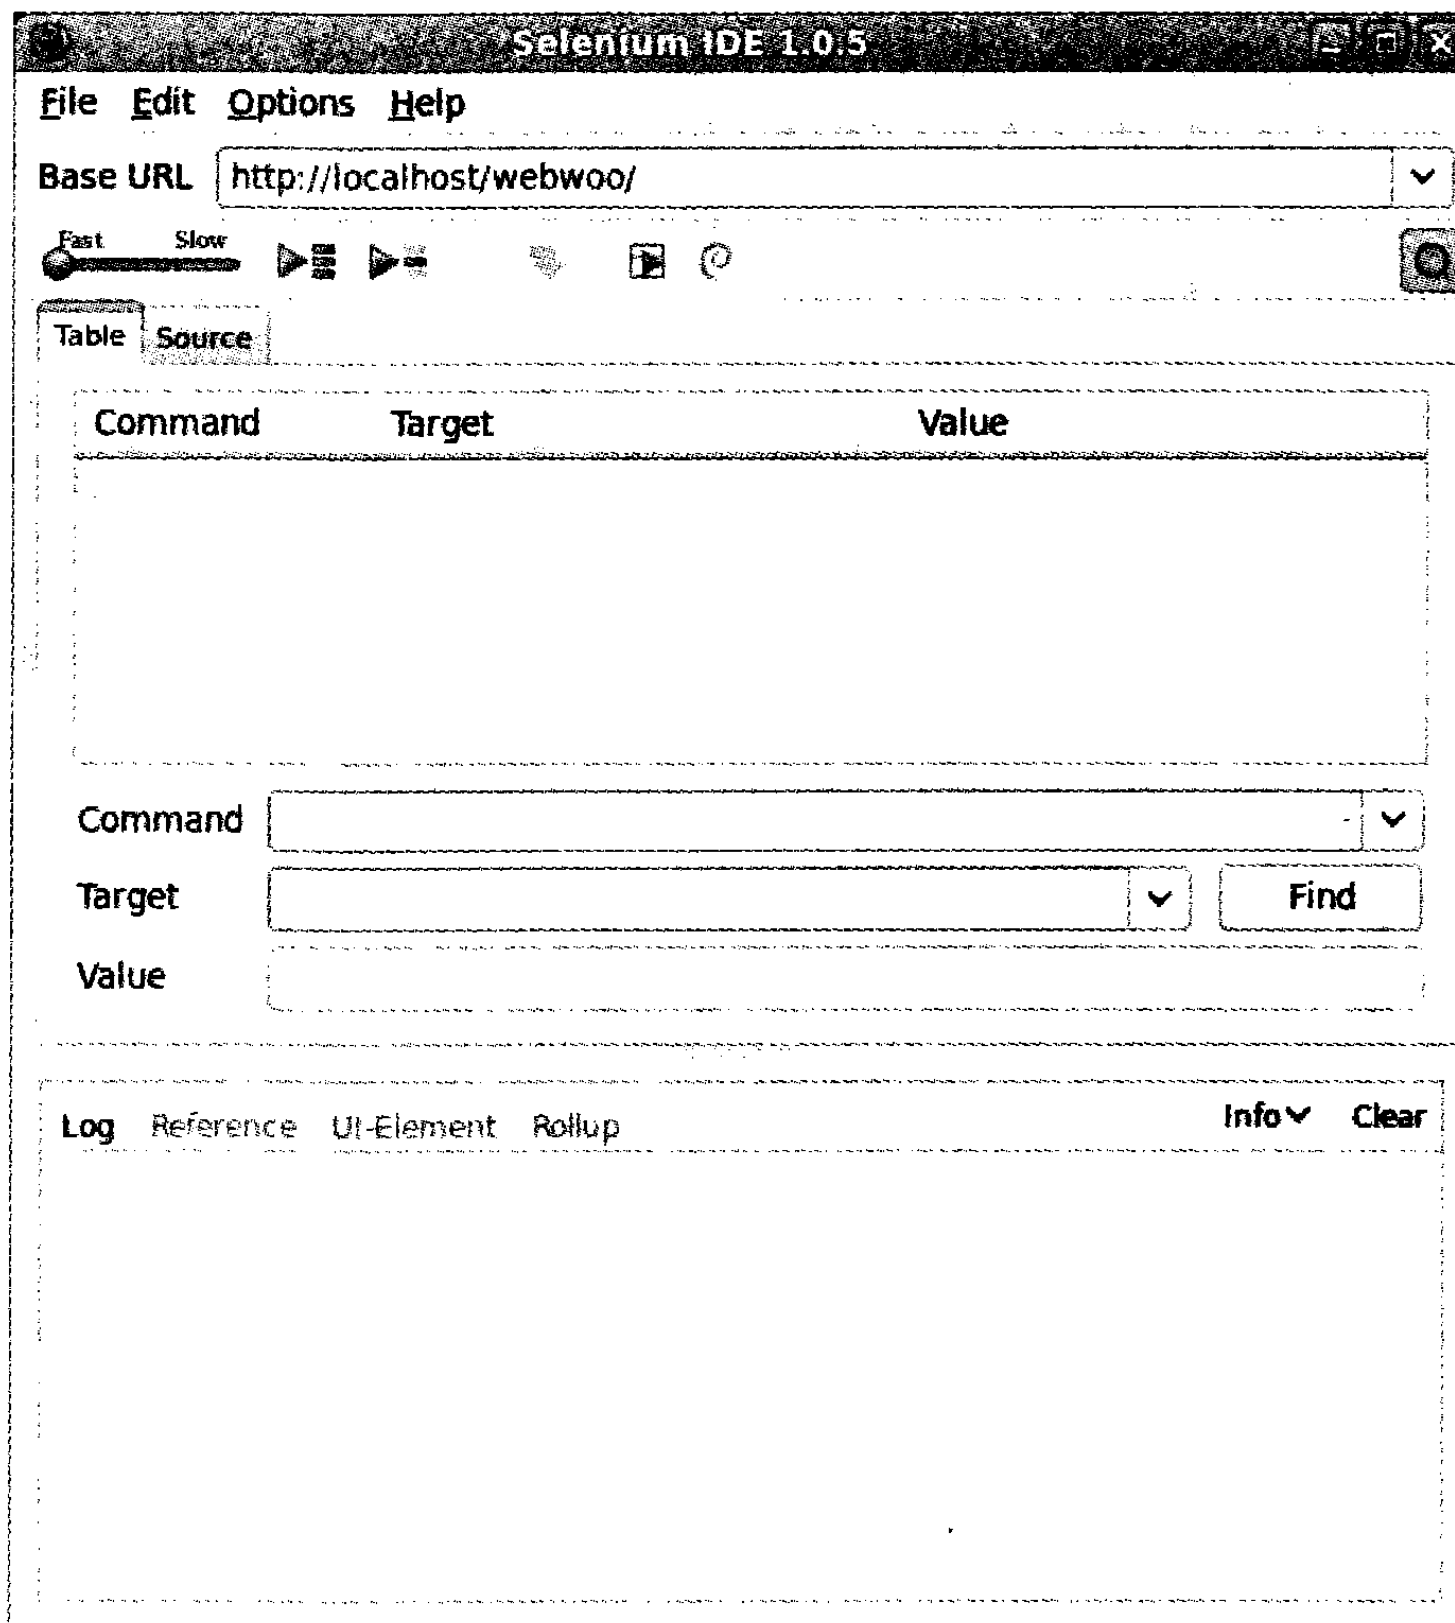 Selenium IDE 1.0.5
File Edit Options Help
Base URL http://localhost/webwoo/
Fast Slow
Table Source
Command Target Value
Command
Target Find
Value
Log Reference UI-Element Rollup Info Clear